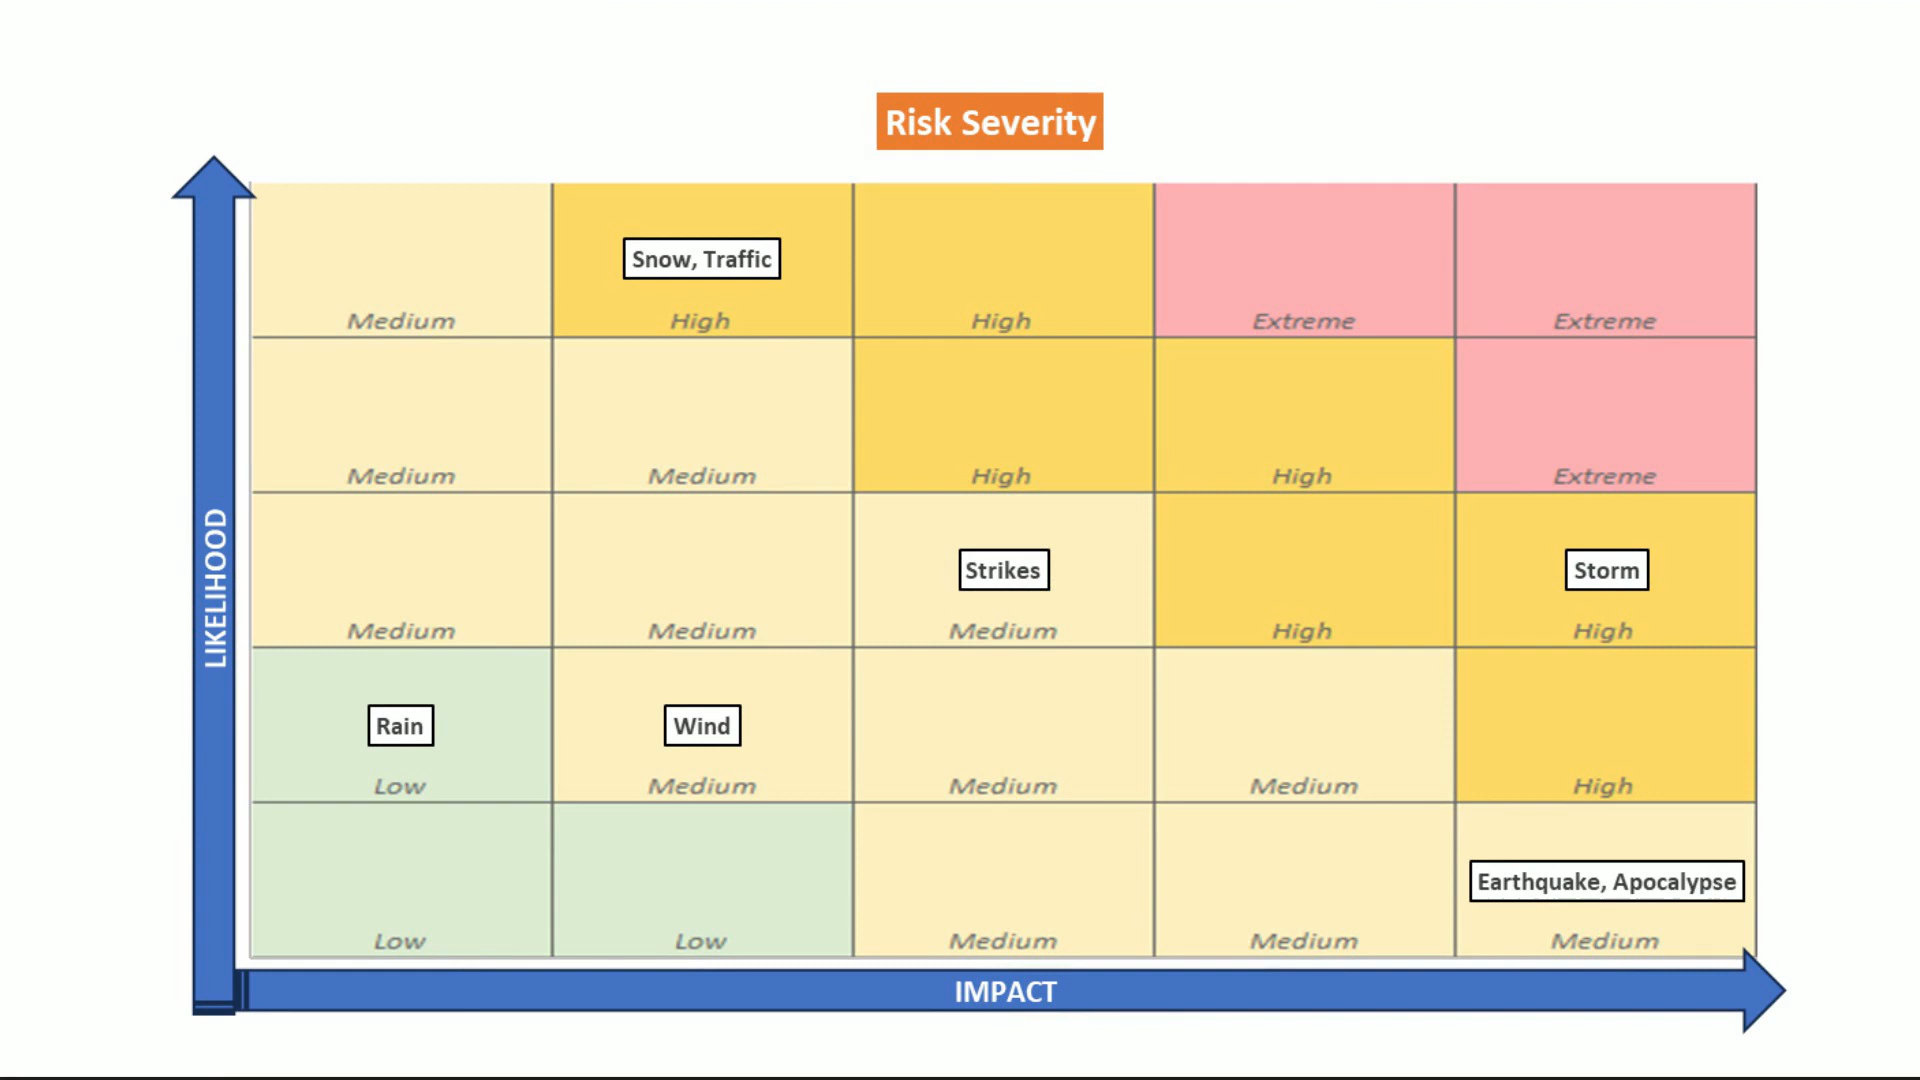 Risk Severity
Snow, Traffic
Medium
High
High
Extreme
Extreme
Medium
Medium
High
High
Extreme
LIKELIHOOD
Strikes
Storm
Medium
Medium
Medium
High
High
Rain
Wind
Low
Medium
Medium
Medium
High
Earthquake, Apocalypse
Low
Low
Medium
Medium
Medium
IMPACT